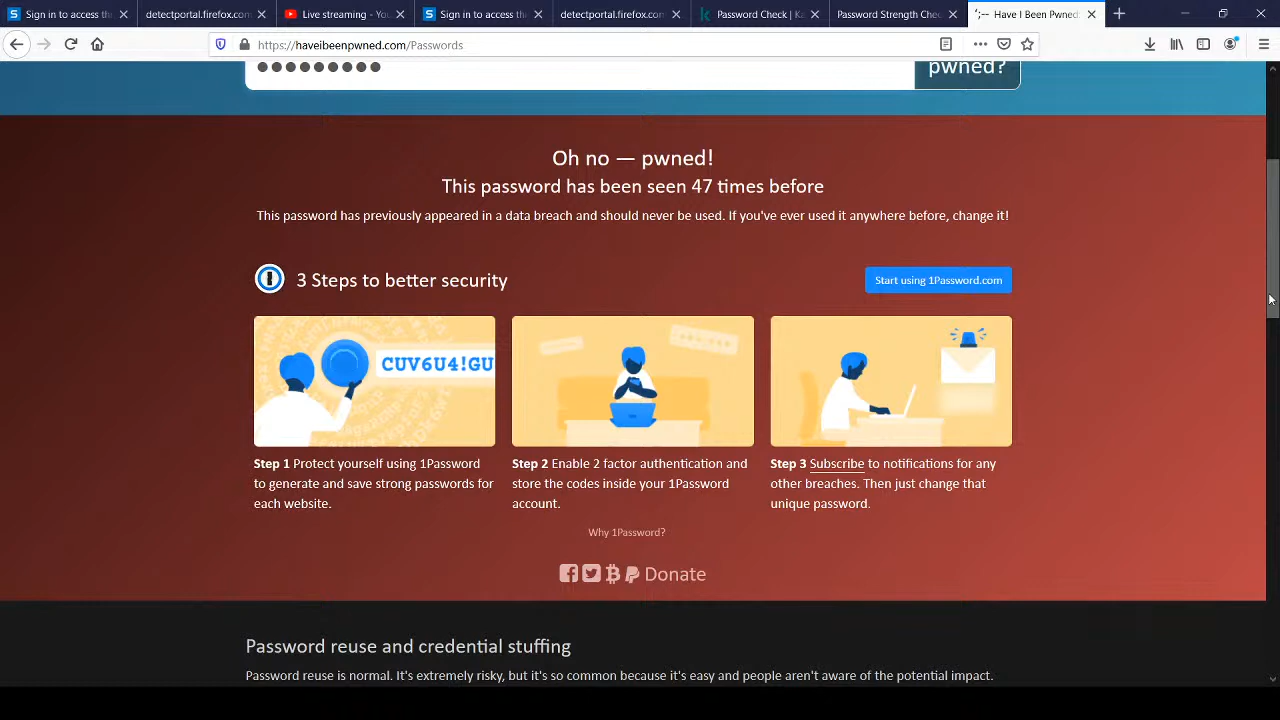 Sign in to access the
detectportal.firefox.com
Live streaming - You
Sign in to access the
detectportal.firefox.com
Password Check | Ka
Password Strength Che
Have I Been Pwned:
https://haveibeenpwned.com/Passwords
pwned?
Oh no — pwned!
This password has been seen 47 times before
This password has previously appeared in a data breach and should never be used. If you've ever used it anywhere before, change it!
3 Steps to better security
Start using 1Password.com
CUV6U4!GU
Step 1 Protect yourself using 1Password
to generate and save strong passwords for
each website.
Step 2 Enable 2 factor authentication and
store the codes inside your 1Password
account.
Step 3 Subscribe to notifications for any
other breaches. Then just change that
unique password.
Why 1Password?
Donate
Password reuse and credential stuffing
Password reuse is normal. It's extremely risky, but it's so common because it's easy and people aren't aware of the potential impact.